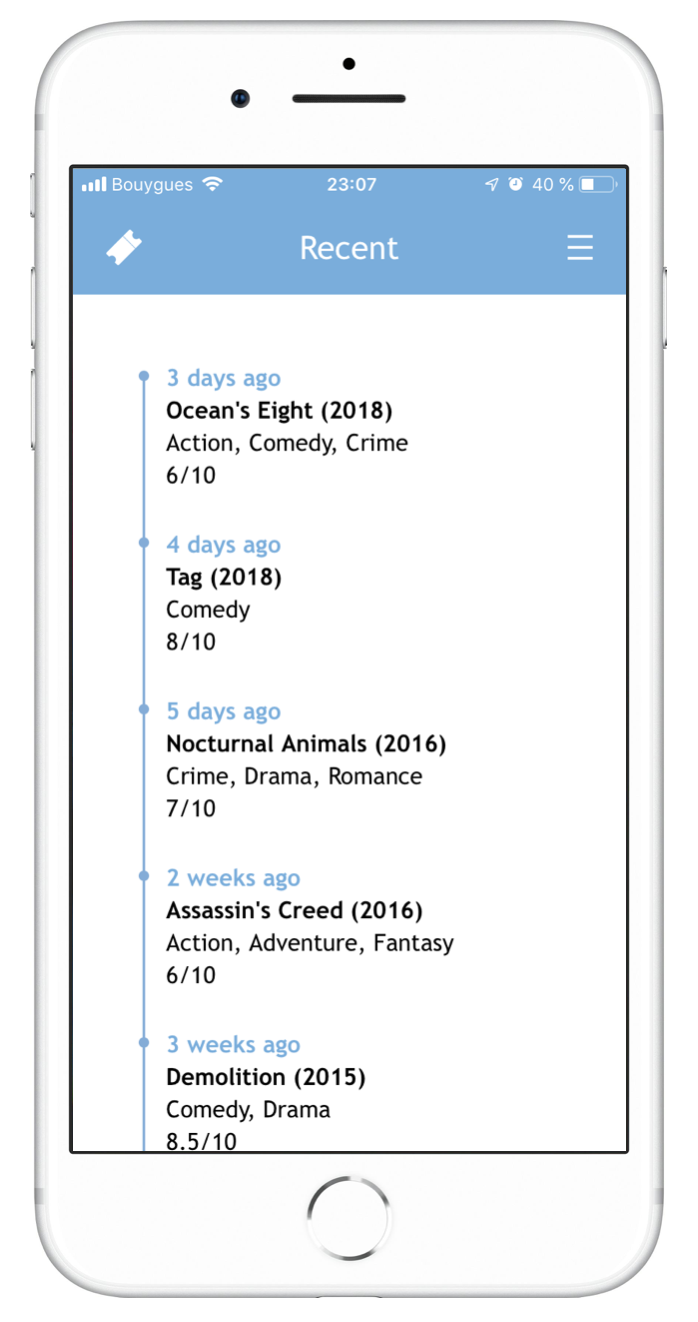 Bouygues 23:07 40 %
Recent
3 days ago
Ocean's Eight (2018)
Action, Comedy, Crime
6/10
4 days ago
Tag (2018)
Comedy
8/10
5 days ago
Nocturnal Animals (2016)
Crime, Drama, Romance
7/10
2 weeks ago
Assassin's Creed (2016)
Action, Adventure, Fantasy
6/10
3 weeks ago
Demolition (2015)
Comedy, Drama
8.5/10